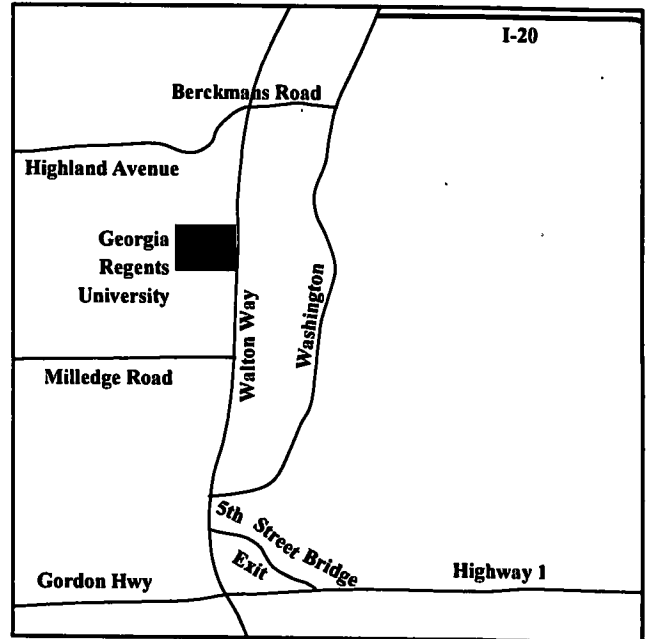 I-20
Berckmans Road
Highland Avenue
Georgia
Regents
University
Walton Way
Washington
Milledge Road
5th Street Bridge
Exit
Gordon Hwy
Highway 1